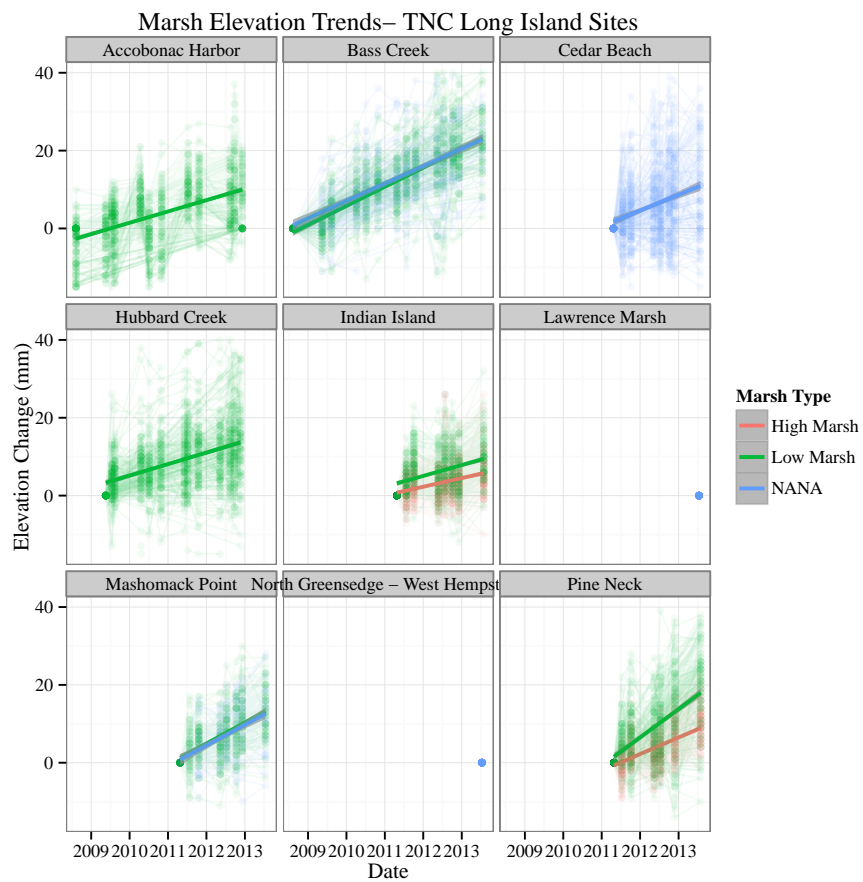 Marsh Elevation Trends– TNC Long Island Sites
Accobonac Harbor
Bass Creek
Cedar Beach
40
20
0
Hubbard Creek
Indian Island
Lawrence Marsh
40
20
0
Mashomack Point
North Greensedge – West Hempst
Pine Neck
40
20
0
2009 2010 2011 2012 2013
2009 2010 2011 2012 2013
2009 2010 2011 2012 2013
Date
Elevation Change (mm)
Marsh Type
High Marsh
Low Marsh
NANA